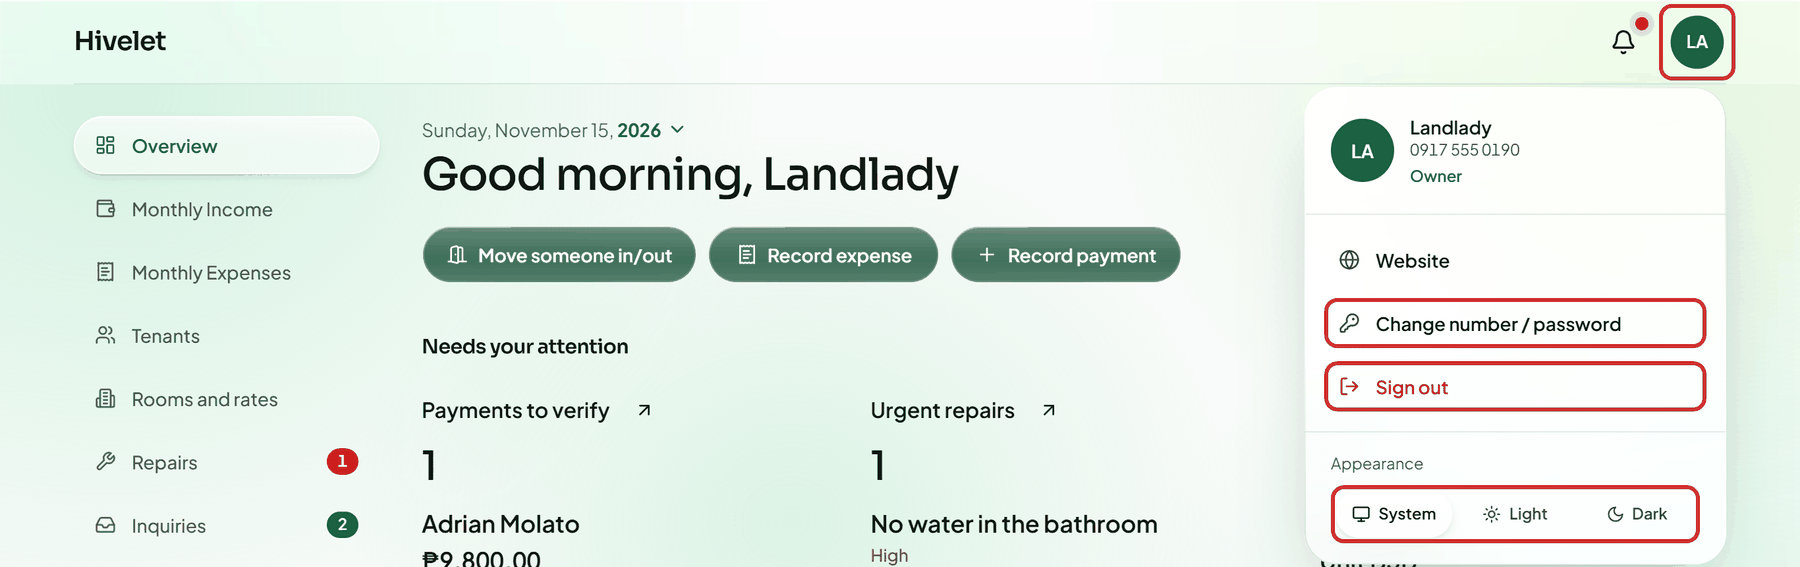 Hivelet
LA
Overview
Monthly Income
Monthly Expenses
Tenants
Rooms and rates
Repairs
1
Inquiries
2
Sunday, November 15, 2026
Good morning, Landlady
Move someone in/out
Record expense
Record payment
Needs your attention
Payments to verify
1
Adrian Molato
₱9,800.00
Urgent repairs
1
No water in the bathroom
High
LA
Landlady
0917 555 0190
Owner
Website
Change number / password
Sign out
Appearance
System
Light
Dark